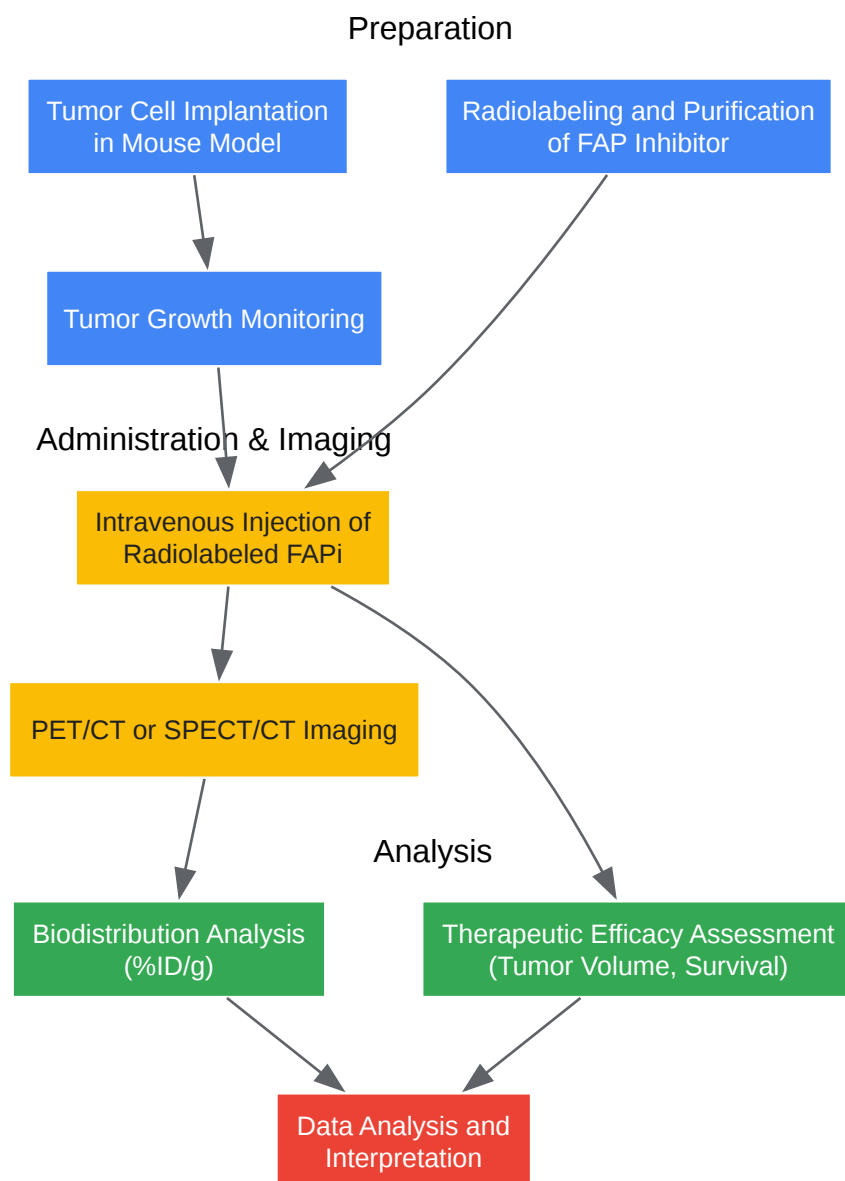 Preparation
Tumor Cell Implantation
in Mouse Model
Radiolabeling and Purification
of FAP Inhibitor
Tumor Growth Monitoring
Administration & Imaging
Intravenous Injection of
Radiolabeled FAPi
PET/CT or SPECT/CT Imaging
Analysis
Biodistribution Analysis
(%ID/g)
Therapeutic Efficacy Assessment
(Tumor Volume, Survival)
Data Analysis and
Interpretation